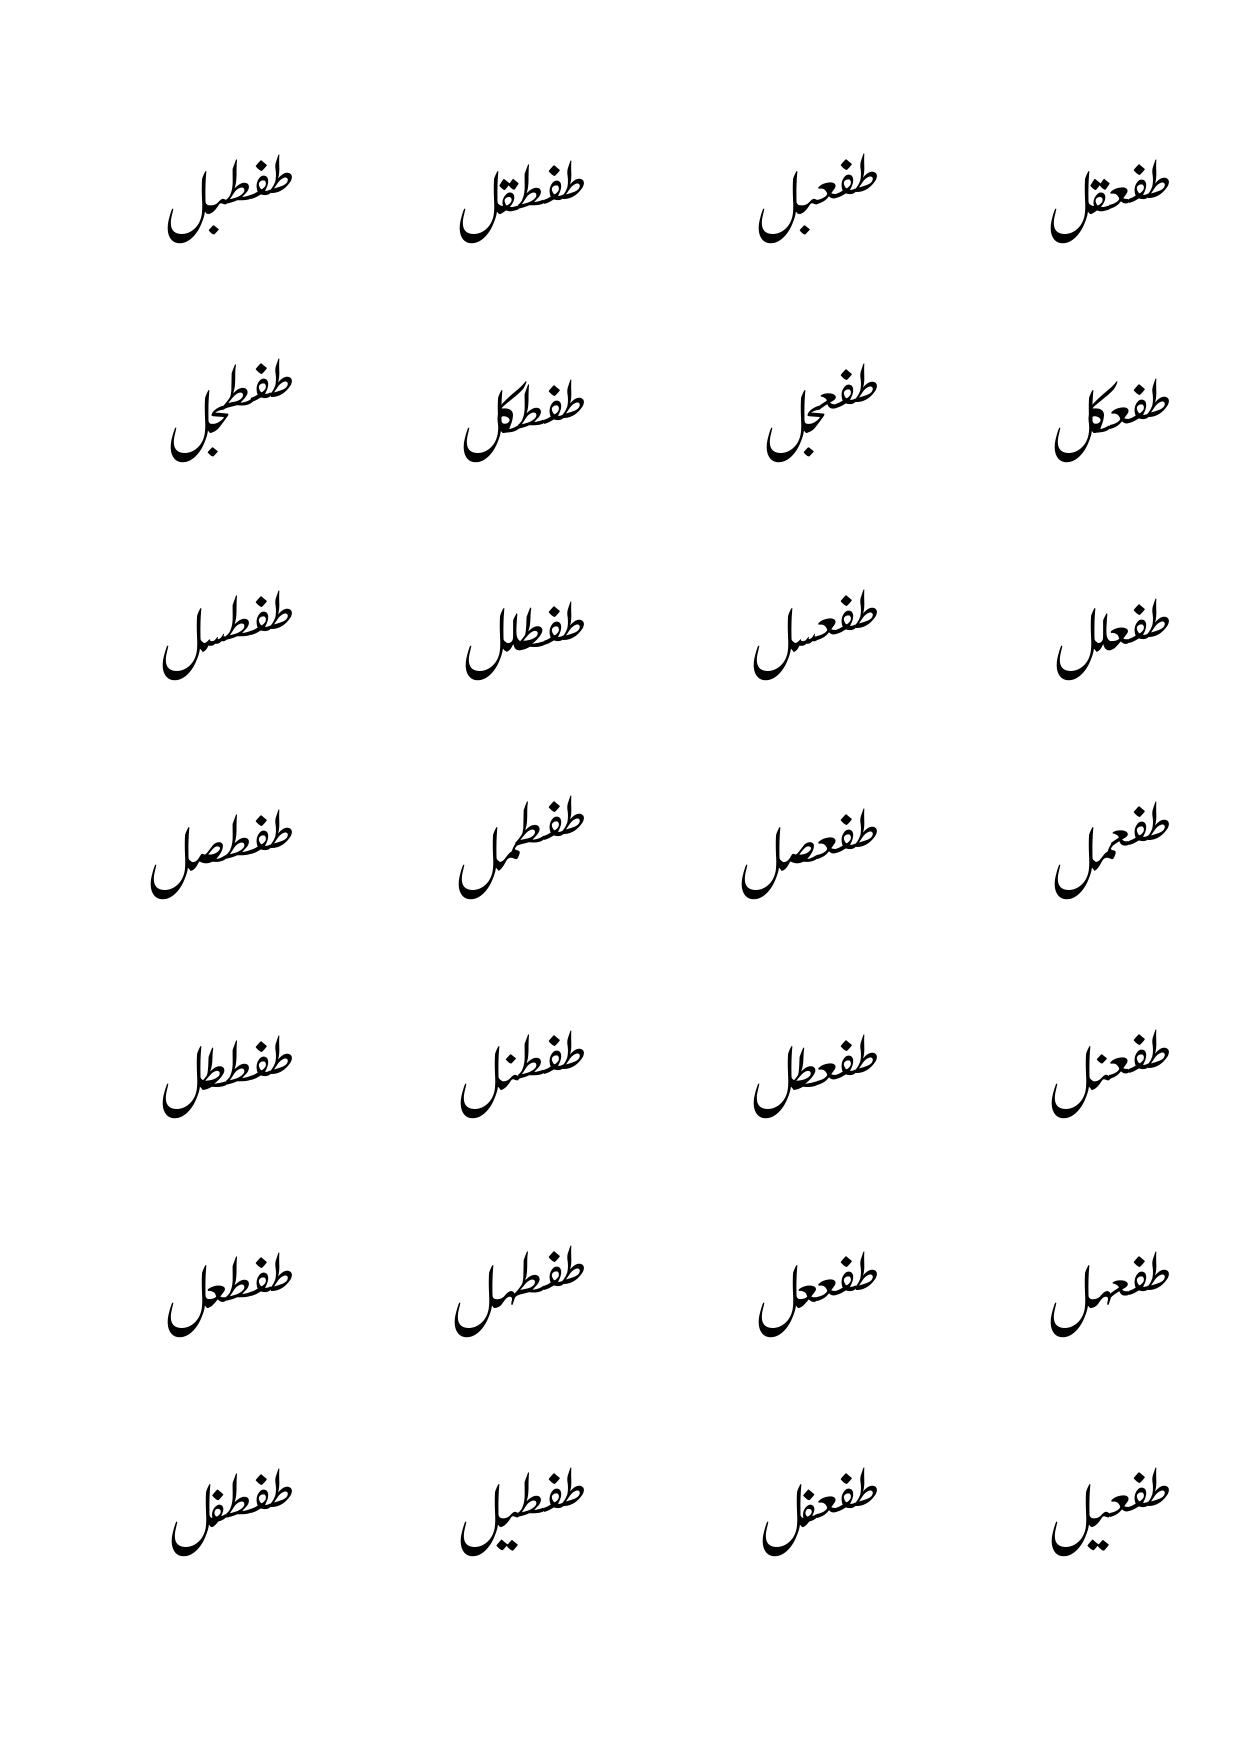 طفعقل طفعبل طفطقل طفطبل
طفعكل طفعجل طفطكل طفطجل
طفعلل طفعسل طفطلل طفطسل
طفعمل طفعصل طفطمل طفطصل
طفعنل طفعطل طفطنل طفططل
طفعهل طفععل طفطهل طفطعل
طفعيل طفعفل طفطيل طفطفل